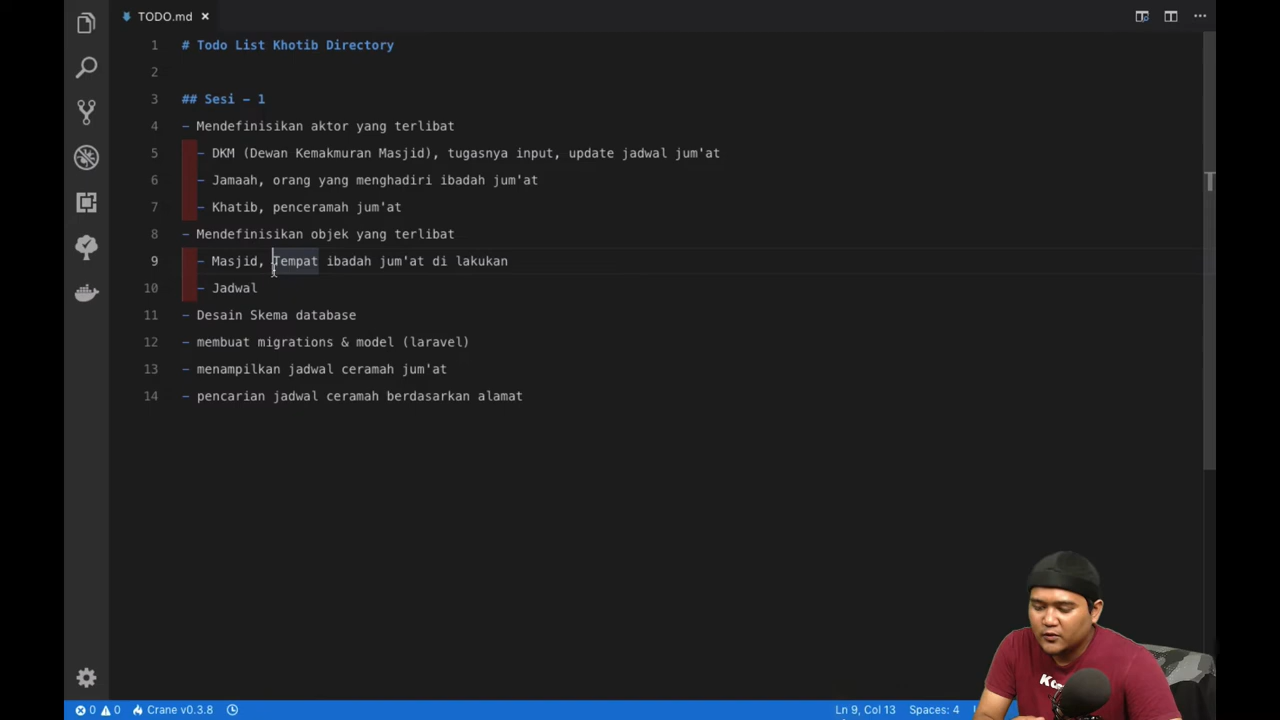 TODO.md
1 # Todo List Khotib Directory
2
3 ## Sesi - 1
4 - Mendefinisikan aktor yang terlibat
5 - DKM (Dewan Kemakmuran Masjid), tugasnya input, update jadwal jum'at
6 - Jamaah, orang yang menghadiri ibadah jum'at
7 - Khatib, penceramah jum'at
8 - Mendefinisikan objek yang terlibat
9 - Masjid, Tempat ibadah jum'at di lakukan
10 - Jadwal
11 - Desain Skema database
12 - membuat migrations & model (laravel)
13 - menampilkan jadwal ceramah jum'at
14 - pencarian jadwal ceramah berdasarkan alamat
0 0 Crane v0.3.8 Ln 9, Col 13 Spaces: 4